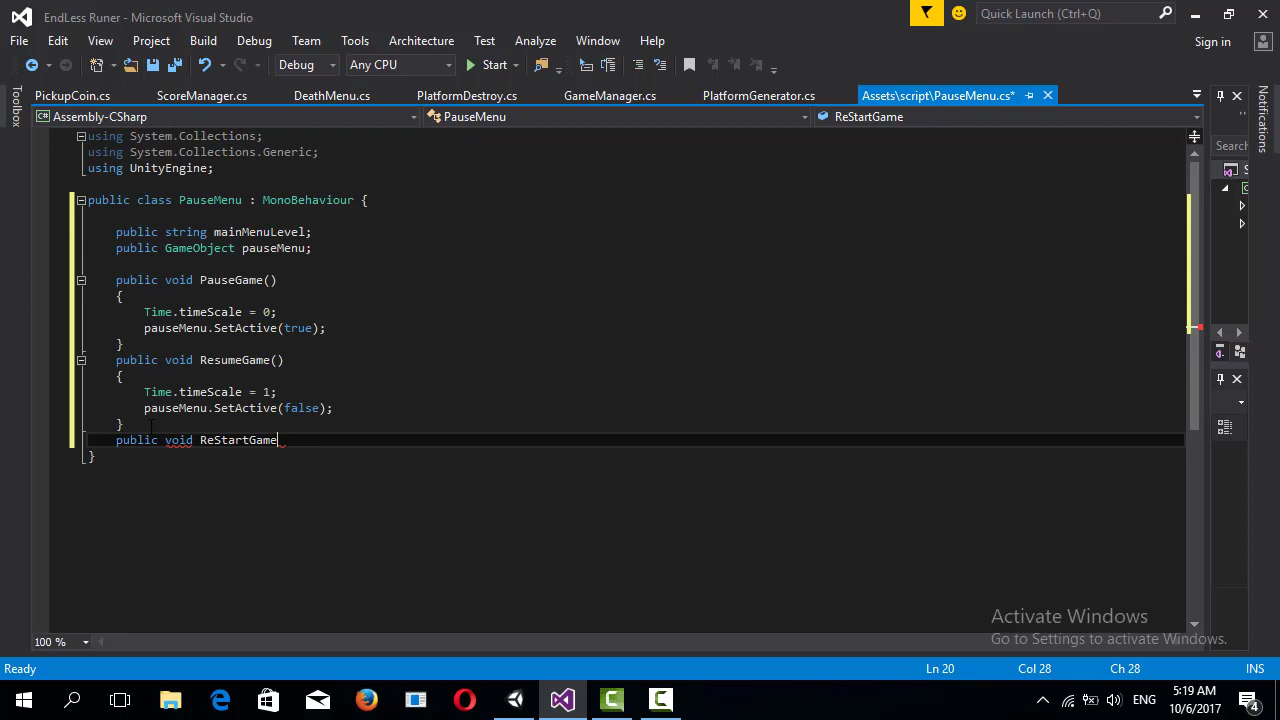 EndLess Runer - Microsoft Visual Studio
Quick Launch (Ctrl+Q)
File Edit View Project Build Debug Team Tools Architecture Test Analyze Window Help
Sign in
Debug Any CPU Start
Toolbox
PickupCoin.cs ScoreManager.cs DeathMenu.cs PlatformDestroy.cs GameManager.cs PlatformGenerator.cs Assets\script\PauseMenu.cs*
Notifications
Assembly-CSharp PauseMenu ReStartGame
using System.Collections;
using System.Collections.Generic;
using UnityEngine;
public class PauseMenu : MonoBehaviour {
public string mainMenuLevel;
public GameObject pauseMenu;
public void PauseGame()
{
Time.timeScale = 0;
pauseMenu.SetActive(true);
}
public void ResumeGame()
{
Time.timeScale = 1;
pauseMenu.SetActive(false);
}
public void ReStartGame
}
Search
Activate Windows
Go to Settings to activate Windows.
100 %
Ready Ln 20 Col 28 Ch 28 INS
ENG
5:19 AM
10/6/2017
4